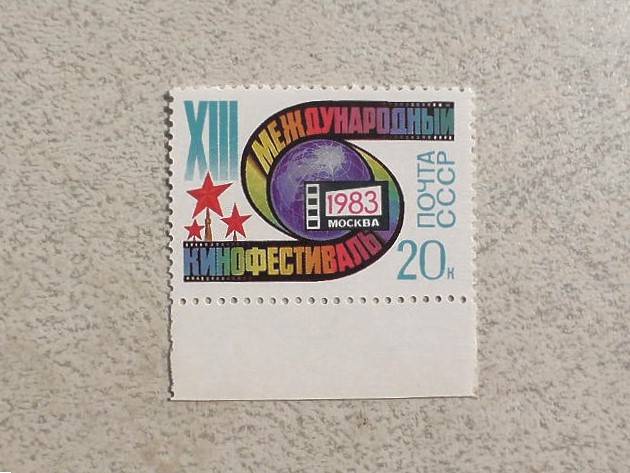 XIII
МЕЖДУНАРОДНЫЙ
1983
МОСКВА
КИНОФЕСТИВАЛЬ
ПОЧТА
СССР
20к